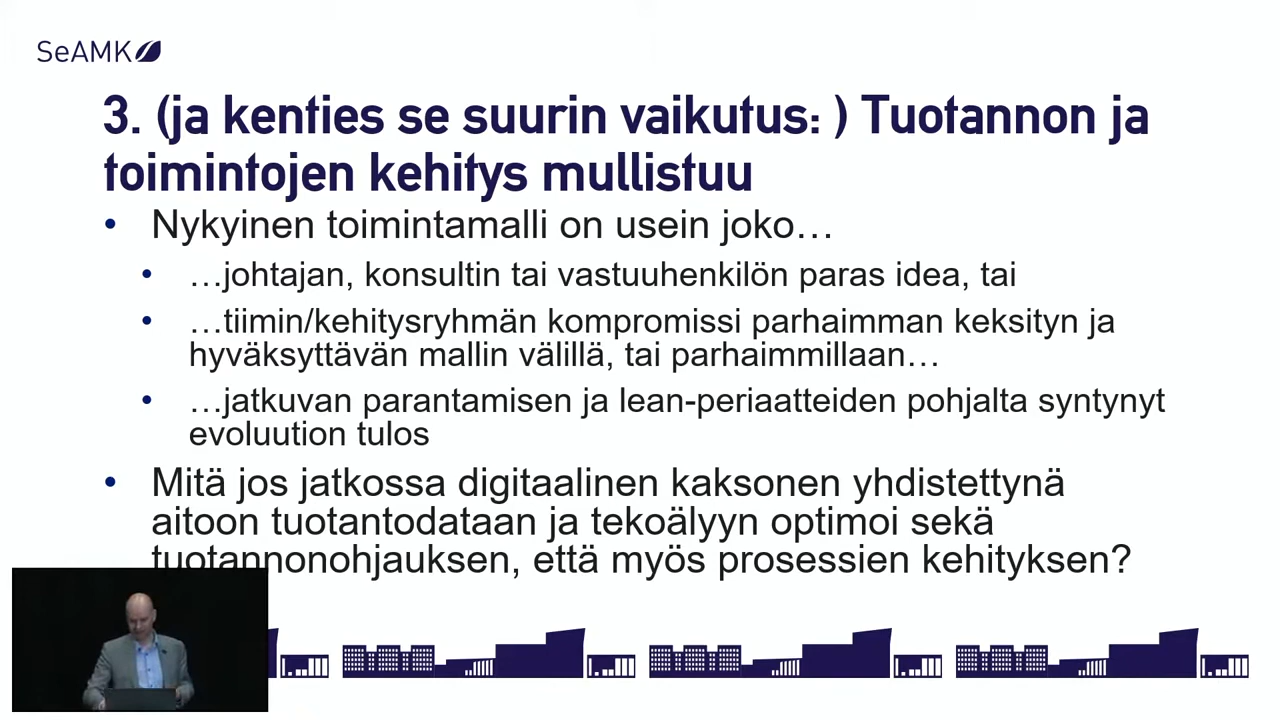 SeAMK
3. (ja kenties se suurin vaikutus: ) Tuotannon ja
toimintojen kehitys mullistuu
• Nykyinen toimintamalli on usein joko…
• …johtajan, konsultin tai vastuuhenkilön paras idea, tai
• …tiimin/kehitysryhmän kompromissi parhaimman keksityn ja
hyväksyttävän mallin välillä, tai parhaimmillaan…
• …jatkuvan parantamisen ja lean-periaatteiden pohjalta syntynyt
evoluution tulos
• Mitä jos jatkossa digitaalinen kaksonen yhdistettynä
aitoon tuotantodataan ja tekoälyyn optimoi sekä
tuotannonohjauksen, että myös prosessien kehityksen?